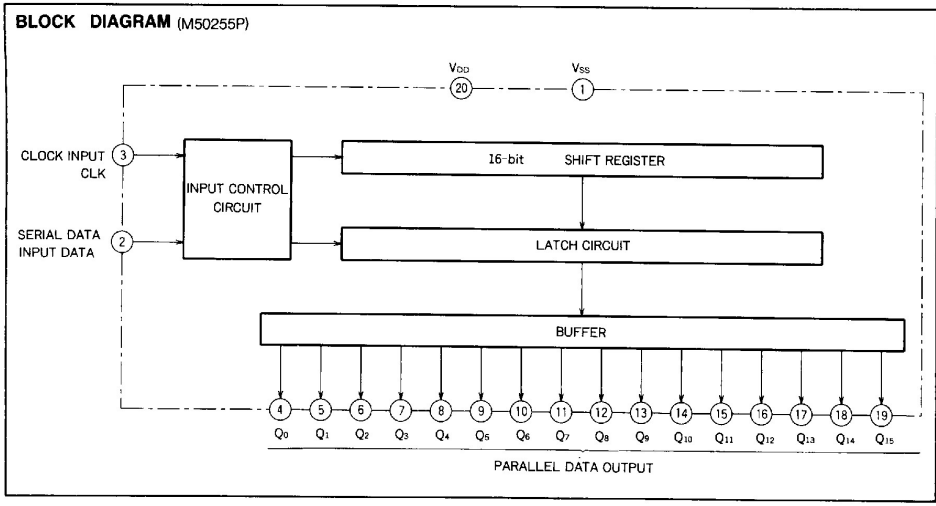 BLOCK DIAGRAM (M50255P)
VDD
VSS
20
1
CLOCK INPUT
CLK
3
INPUT CONTROL
CIRCUIT
16-bit SHIFT REGISTER
SERIAL DATA
INPUT DATA
2
LATCH CIRCUIT
BUFFER
4 5 6 7 8 9 10 11 12 13 14 15 16 17 18 19
Q0 Q1 Q2 Q3 Q4 Q5 Q6 Q7 Q8 Q9 Q10 Q11 Q12 Q13 Q14 Q15
PARALLEL DATA OUTPUT